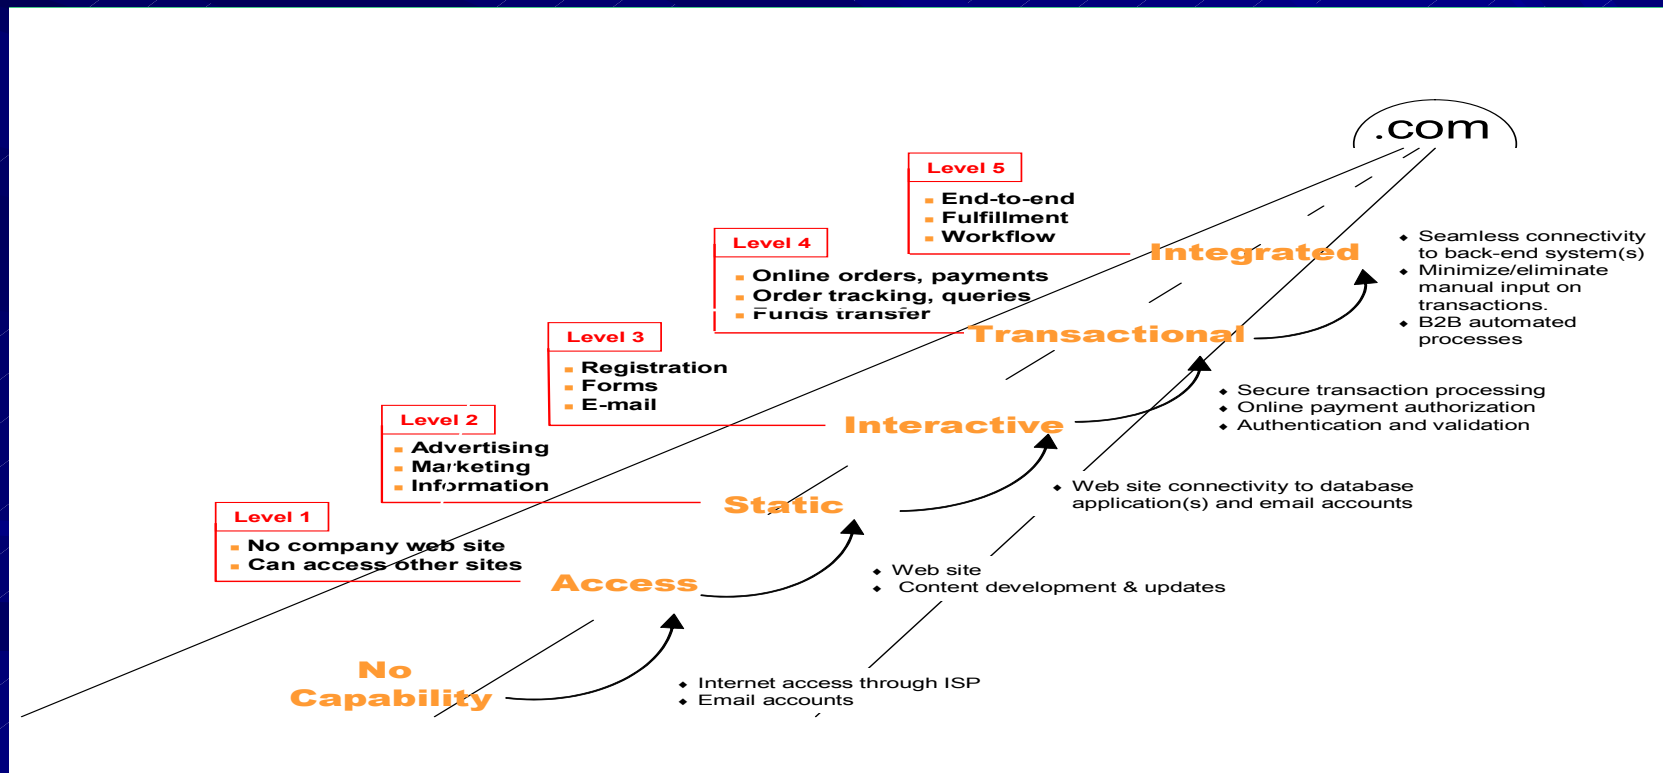 .com
Level 5
End-to-end
Fulfillment
Workflow
Integrated
Seamless connectivity
to back-end system(s)
Minimize/eliminate
manual input on
transactions.
B2B automated
processes
Level 4
Online orders, payments
Order tracking, queries
Funds transfer
Transactional
Secure transaction processing
Online payment authorization
Authentication and validation
Level 3
Registration
Forms
E-mail
Interactive
Web site connectivity to database
application(s) and email accounts
Level 2
Advertising
Marketing
Information
Static
Web site
Content development & updates
Level 1
No company web site
Can access other sites
Access
Internet access through ISP
Email accounts
No
Capability